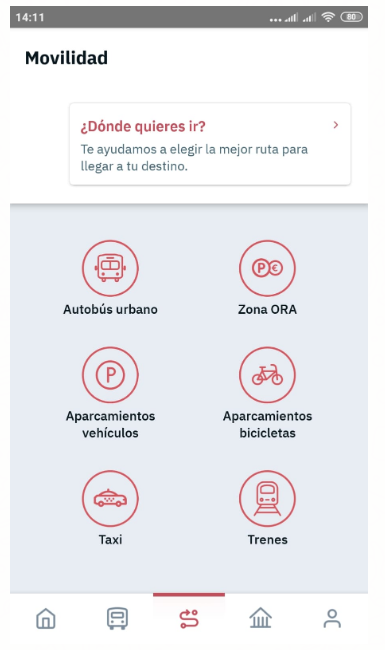 14:11
80
Movilidad
¿Dónde quieres ir?
Te ayudamos a elegir la mejor ruta para
llegar a tu destino.
P €
Autobús urbano
Zona ORA
P
Aparcamientos
vehículos
Aparcamientos
bicicletas
Taxi
Trenes